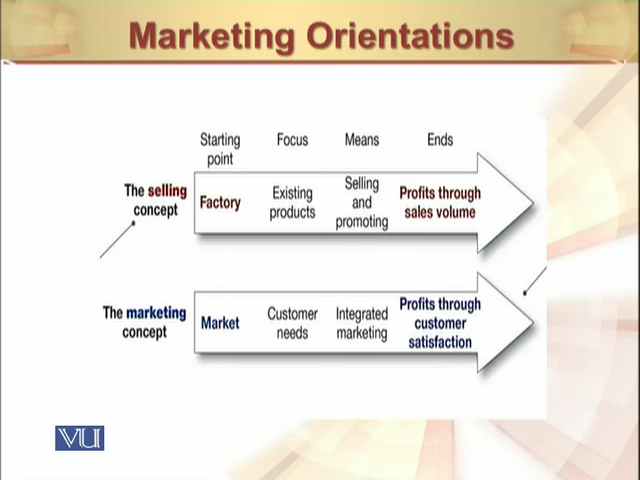 Marketing Orientations
Starting
point
Focus
Means
Ends
The selling
concept
Factory
Existing
products
Selling
and
promoting
Profits through
sales volume
The marketing
concept
Market
Customer
needs
Integrated
marketing
Profits through
customer
satisfaction
VU